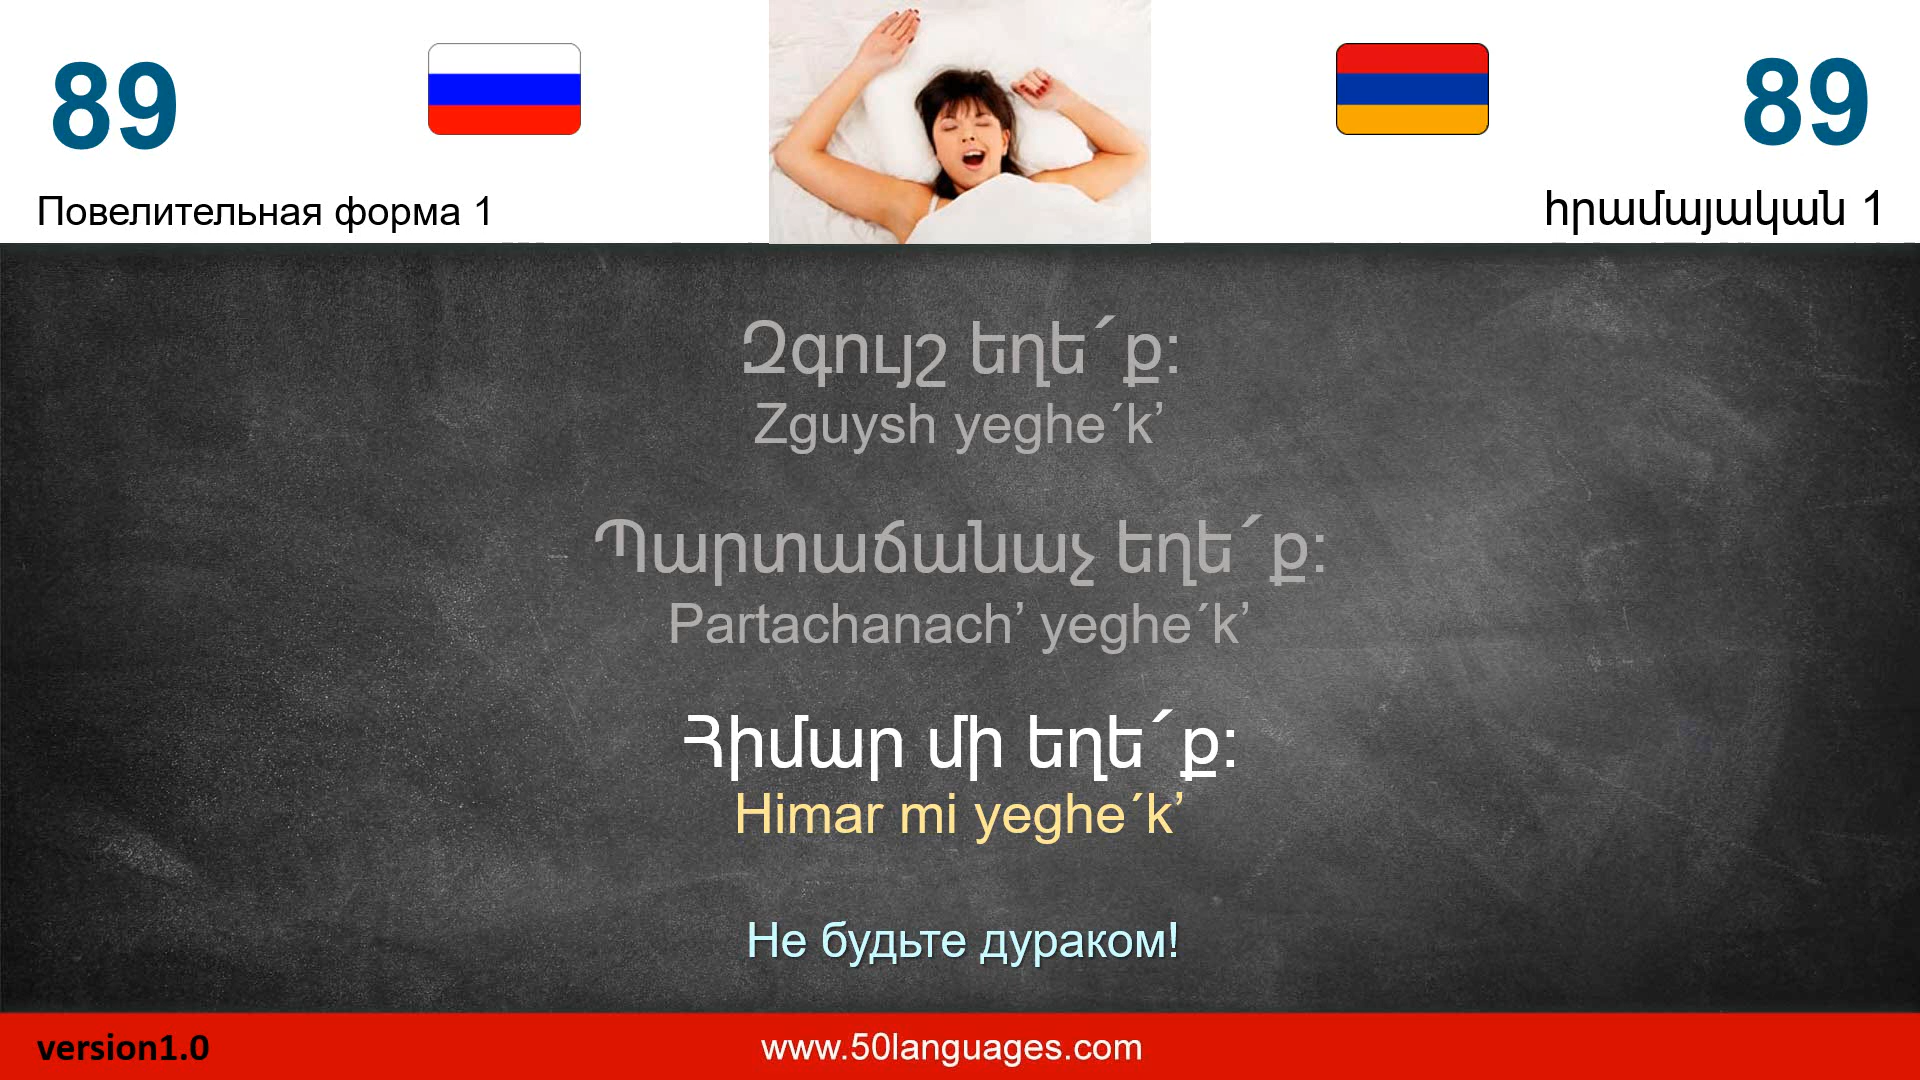 89
89
Повелительная форма 1
հրամայական 1
Զգույշ եղե´ք:
Zguysh yeghe´k’
Պարտաճանաչ եղե´ք:
Partachanach’ yeghe´k’
Հիմար մի եղե´ք:
Himar mi yeghe´k’
Не будьте дураком!
version1.0
www.50languages.com